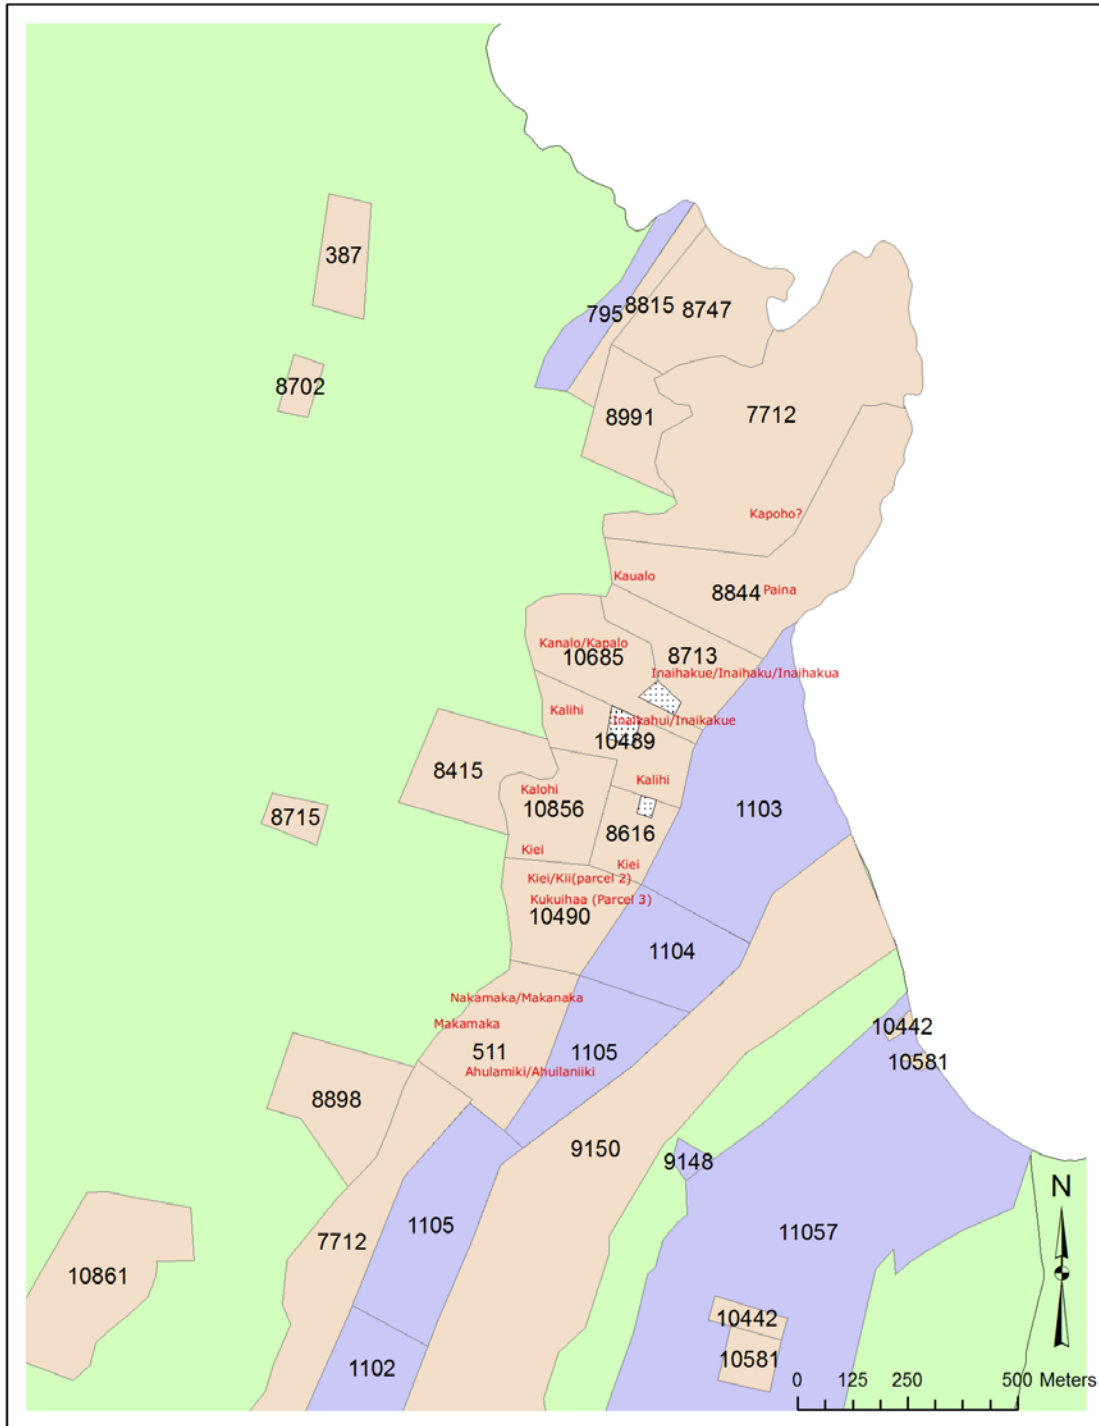 387
795
8815
8747
8702
8991
7712
Kapoho?
Kaualo
8844
Paina
Kanalo/Kapalo
10685
8713
Inaihakue/Inaihaku/Inaihakua
Kalihi
Inaikahui/Inaikakue
10489
8415
Kalihi
Kalohi
10856
1103
8715
8616
Kiei
Kiei
Kiei/Kii(parcel 2)
Kukuihaa (Parcel 3)
10490
1104
Nakamaka/Makanaka
Makamaka
10442
511
1105
10581
Ahulamiki/Ahuilaniiki
8898
9150
9148
N
1105
11057
7712
10861
10442
10581
1102
0 125 250 500 Meters